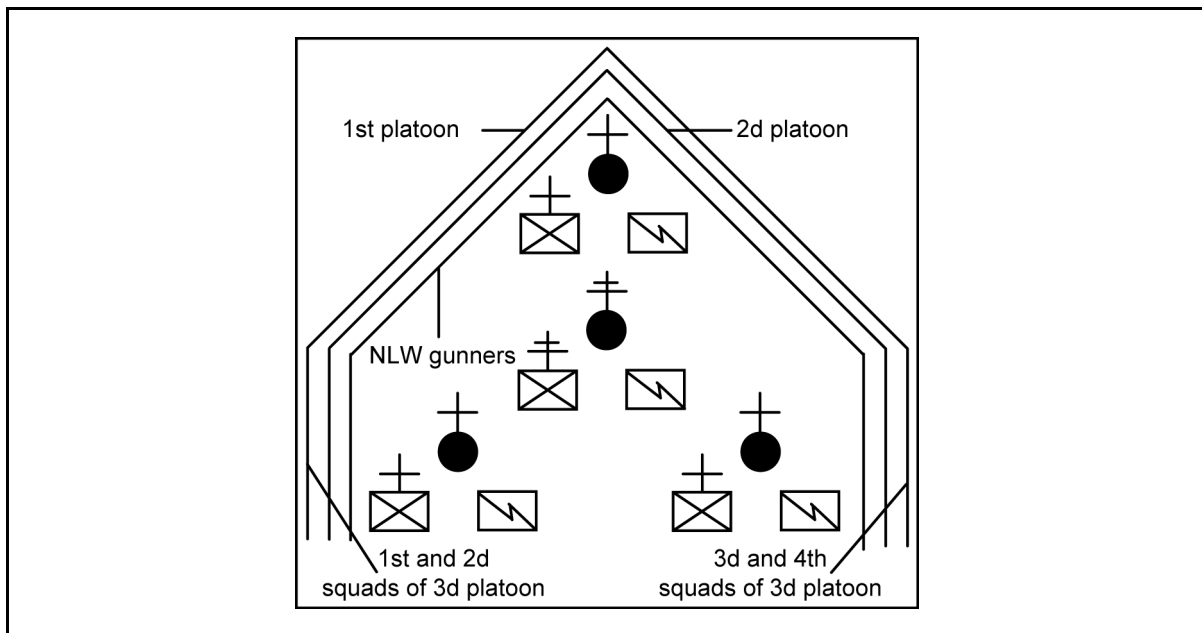 1st platoon
2d platoon
NLW gunners
1st and 2d
squads of 3d platoon
3d and 4th
squads of 3d platoon